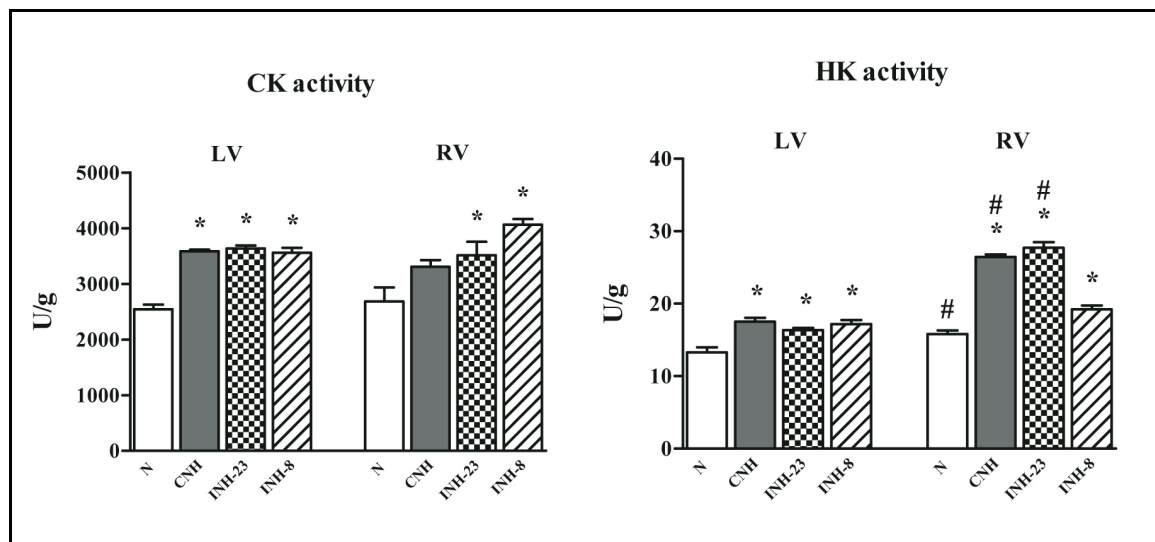 CK activity
LV RV
5000
4000
3000
2000
1000
0
U/g
* * * * *
N CNH INH-23 INH-8 N CNH INH-23 INH-8
HK activity
LV RV
40
30
20
10
0
U/g
* * * # # * # * *
N CNH INH-23 INH-8 N CNH INH-23 INH-8